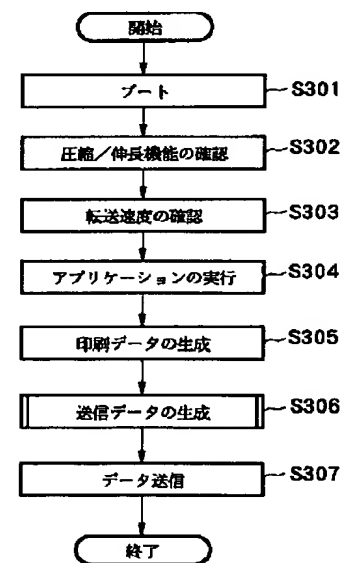 開始
ブート S301
圧縮/伸長機能の確認 S302
転送速度の確認 S303
アプリケーションの実行 S304
印刷データの生成 S305
送信データの生成 S306
データ送信 S307
終了